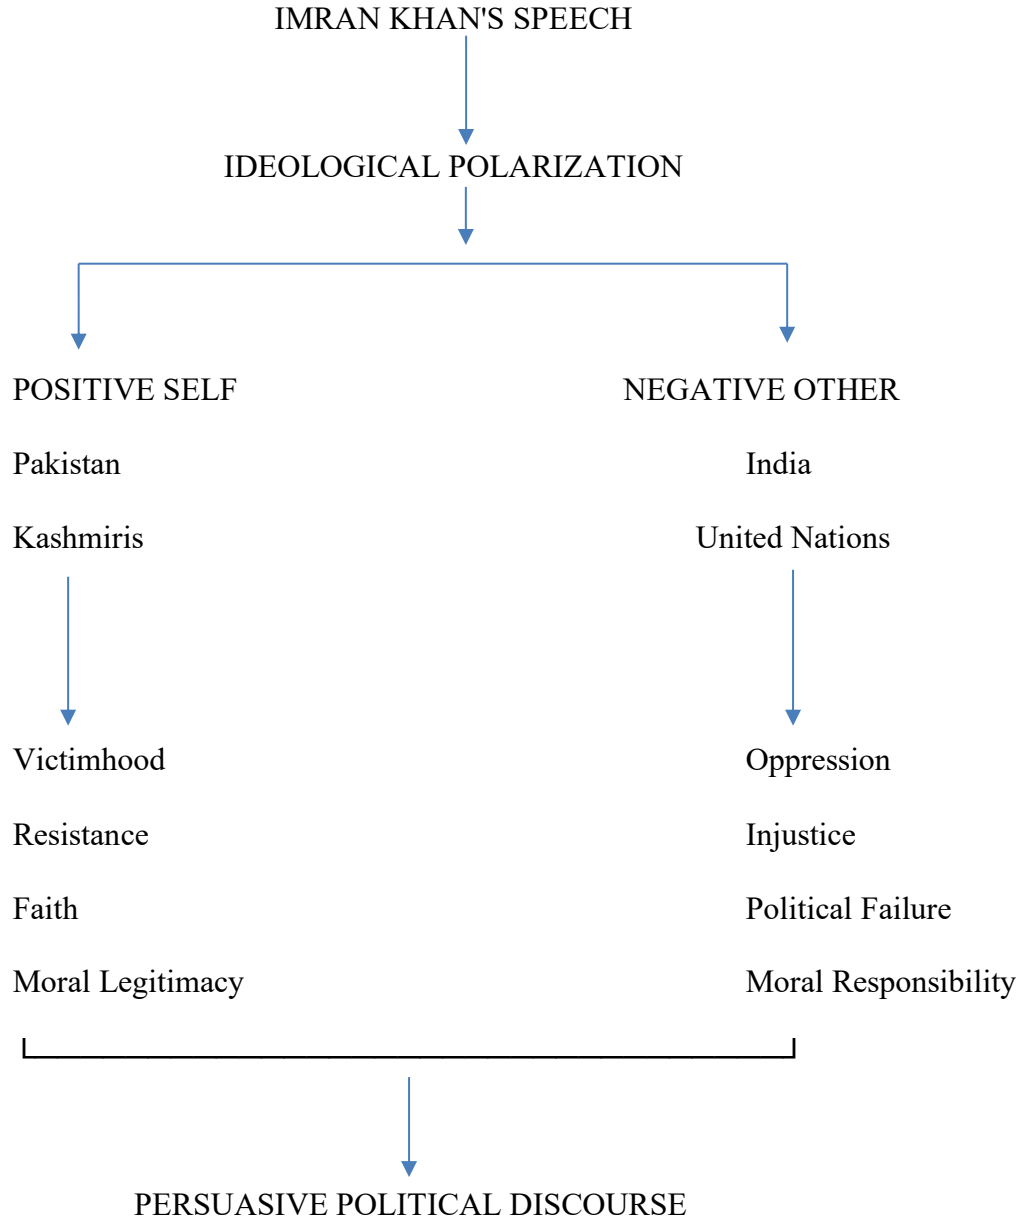 IMRAN KHAN'S SPEECH
IDEOLOGICAL POLARIZATION
POSITIVE SELF NEGATIVE OTHER
Pakistan India
Kashmiris United Nations
Victimhood Oppression
Resistance Injustice
Faith Political Failure
Moral Legitimacy Moral Responsibility
PERSUASIVE POLITICAL DISCOURSE